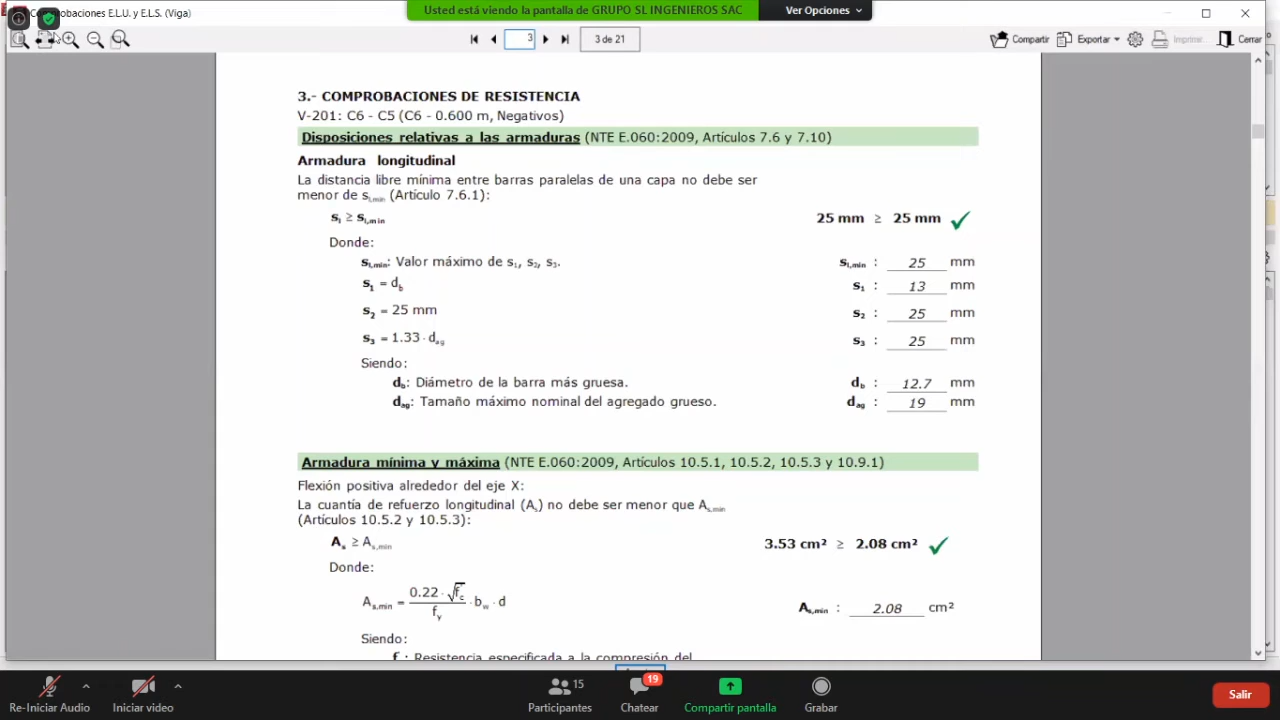 Comprobaciones E.L.U. y E.L.S. (Viga)
Usted está viendo la pantalla de GRUPO SL INGENIEROS SAC
Ver Opciones
3
3 de 21
Compartir
Exportar
Imprimir
Cerrar
3.- COMPROBACIONES DE RESISTENCIA
V-201: C6 - C5 (C6 - 0.600 m, Negativos)
Disposiciones relativas a las armaduras (NTE E.060:2009, Artículos 7.6 y 7.10)
Armadura longitudinal
La distancia libre mínima entre barras paralelas de una capa no debe ser
menor de sl,min (Artículo 7.6.1):
sl ≥ sl,min
25 mm ≥ 25 mm
Donde:
sl,min: Valor máximo de s1, s2, s3.
sl,min : 25 mm
s1 = db
s1 : 13 mm
s2 = 25 mm
s2 : 25 mm
s3 = 1.33 · dag
s3 : 25 mm
Siendo:
db: Diámetro de la barra más gruesa.
db : 12.7 mm
dag: Tamaño máximo nominal del agregado grueso.
dag : 19 mm
Armadura mínima y máxima (NTE E.060:2009, Artículos 10.5.1, 10.5.2, 10.5.3 y 10.9.1)
Flexión positiva alrededor del eje X:
La cuantía de refuerzo longitudinal (As) no debe ser menor que As,min
(Artículos 10.5.2 y 10.5.3):
As ≥ As,min
3.53 cm² ≥ 2.08 cm²
Donde:
As,min = 0.22 · √f'c / fy · bw · d
As,min : 2.08 cm²
Siendo:
f : Resistencia especificada a la compresión del
Re-Iniciar Audio
Iniciar video
15
Participantes
19
Chatear
Compartir pantalla
Grabar
Salir